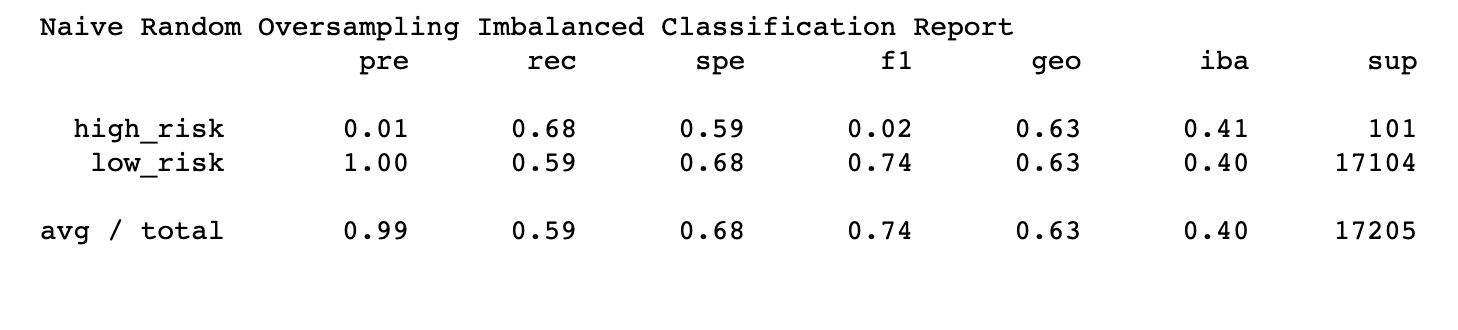 Naive Random Oversampling Imbalanced Classification Report
pre rec spe f1 geo iba sup
high_risk 0.01 0.68 0.59 0.02 0.63 0.41 101
low_risk 1.00 0.59 0.68 0.74 0.63 0.40 17104
avg / total 0.99 0.59 0.68 0.74 0.63 0.40 17205